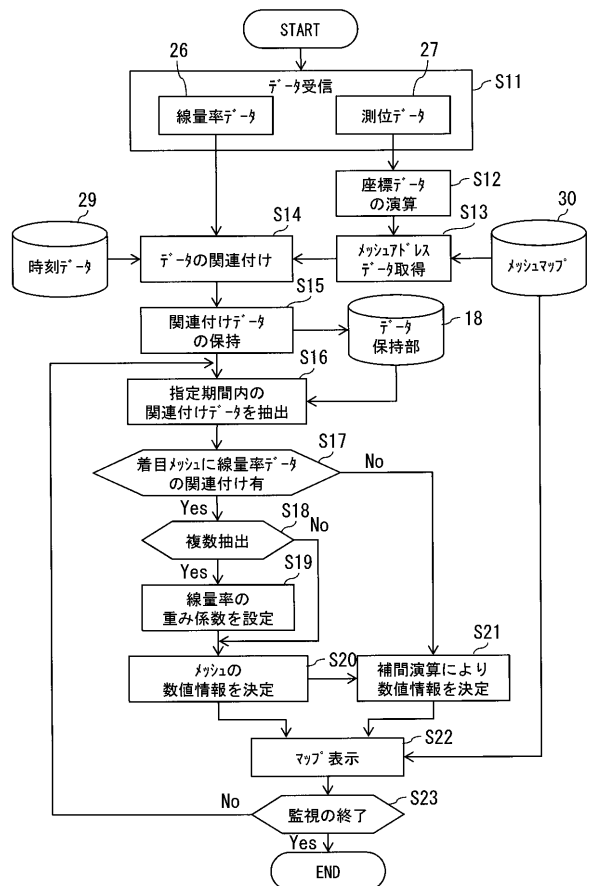 START
26
27
データ受信
S11
線量率データ
測位データ
座標データ
の演算
S12
29
S14
S13
30
時刻データ
データの関連付け
メッシュアドレス
データ取得
メッシュマップ
S15
関連付けデータ
の保持
データ
保持部
18
S16
指定期間内の
関連付けデータを抽出
S17
着目メッシュに線量率データ
の関連付け有
No
Yes
S18
複数抽出
No
Yes
S19
線量率の
重み係数を設定
S20
S21
メッシュの
数値情報を決定
補間演算により
数値情報を決定
S22
マップ表示
S23
No
監視の終了
Yes
END